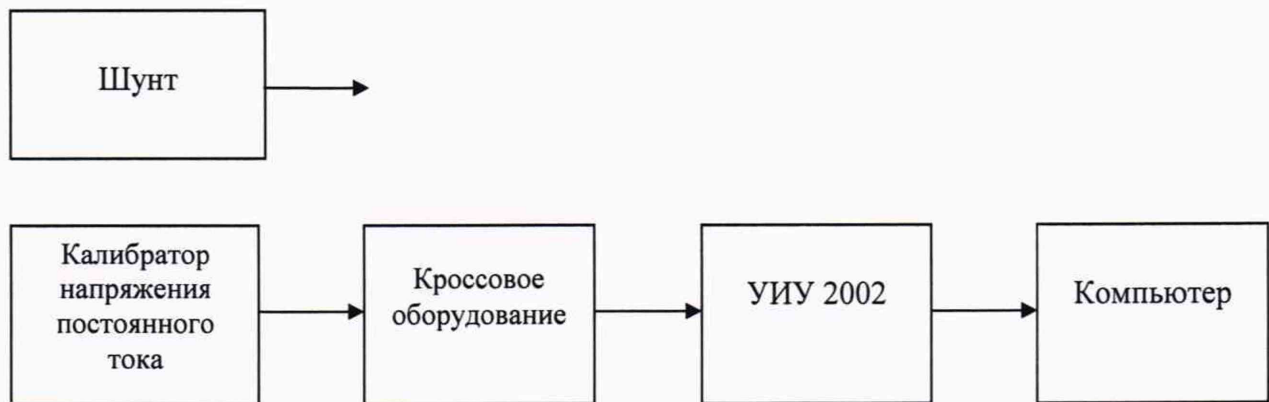 Шунт
Калибратор
напряжения
постоянного
тока
Кроссовое
оборудование
УИУ 2002
Компьютер